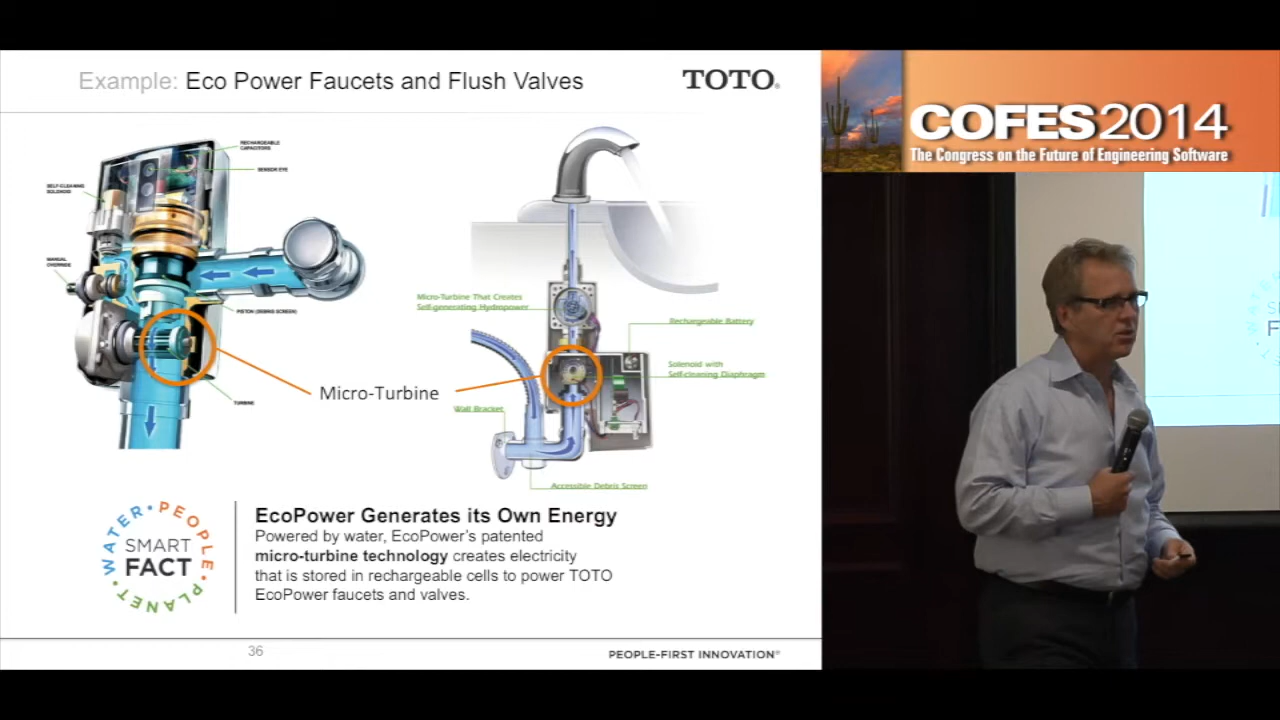 Example: Eco Power Faucets and Flush Valves
TOTO®
COFES2014
The Congress on the Future of Engineering Software
RECHARGEABLE
CAPACITORS
SENSOR EYE
SELF-CLEANING
SOLENOID
MANUAL
OVERRIDE
PISTON (DEBRIS SCREEN)
TURBINE
Micro-Turbine That Creates
Self-generating Hydropower
Rechargeable Battery
Solenoid with
Self-cleaning Diaphragm
Micro-Turbine
Wall Bracket
Accessible Debris Screen
WATER • PEOPLE • PLANET •
SMART
FACT
EcoPower Generates its Own Energy
Powered by water, EcoPower's patented
micro-turbine technology creates electricity
that is stored in rechargeable cells to power TOTO
EcoPower faucets and valves.
36
PEOPLE-FIRST INNOVATION®